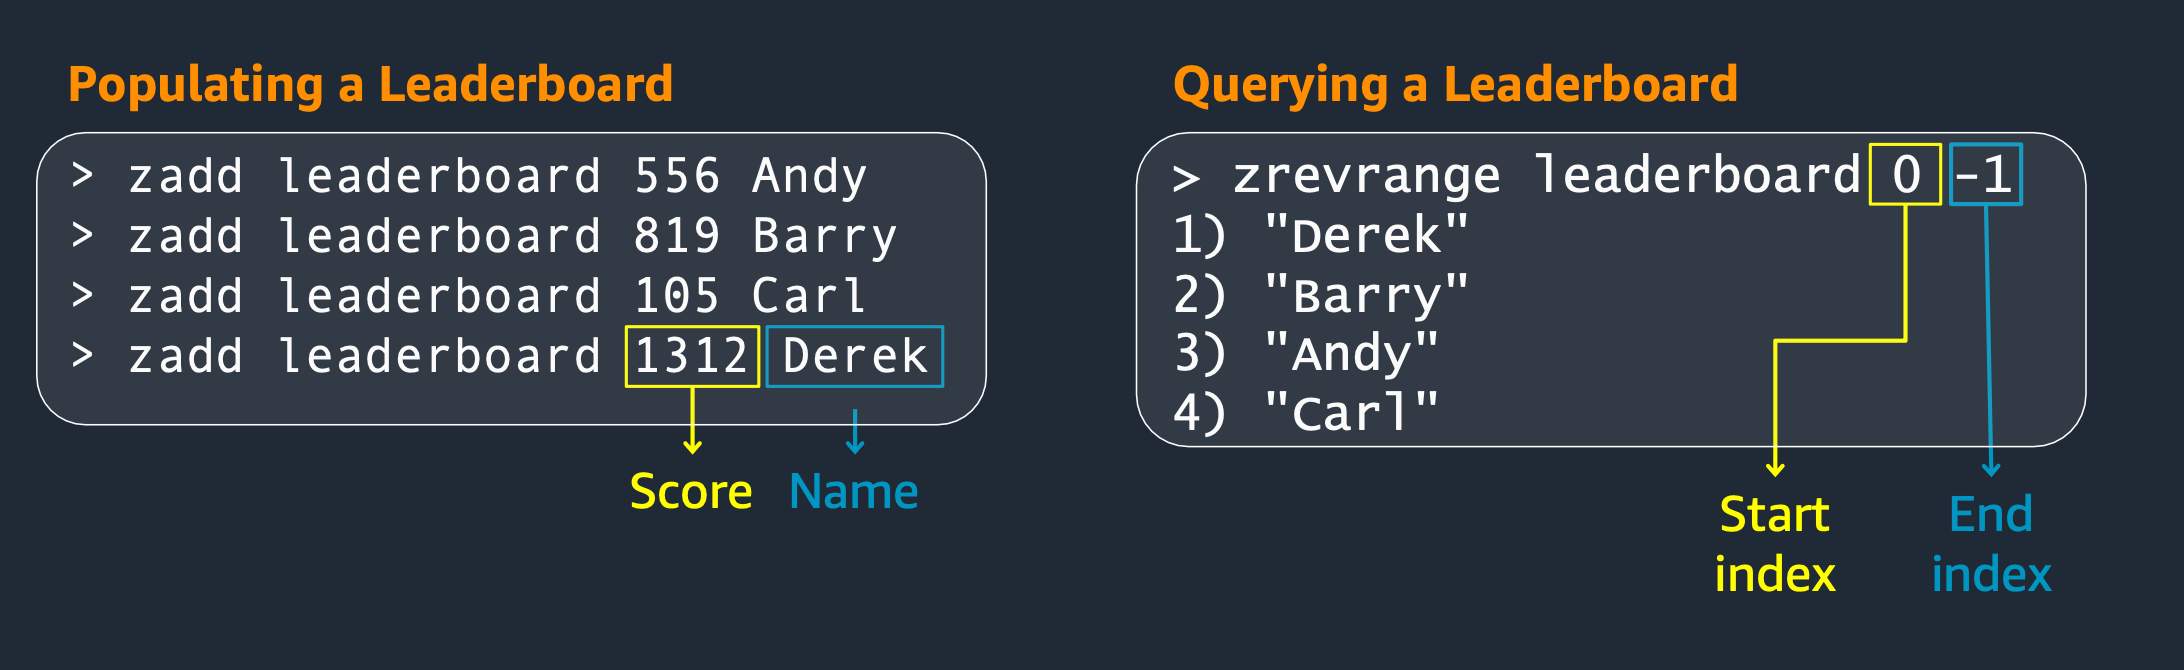 Populating a Leaderboard
> zadd leaderboard 556 Andy
> zadd leaderboard 819 Barry
> zadd leaderboard 105 Carl
> zadd leaderboard 1312 Derek
Score Name
Querying a Leaderboard
> zrevrange leaderboard 0 -1
1) "Derek"
2) "Barry"
3) "Andy"
4) "Carl"
Start
index
End
index